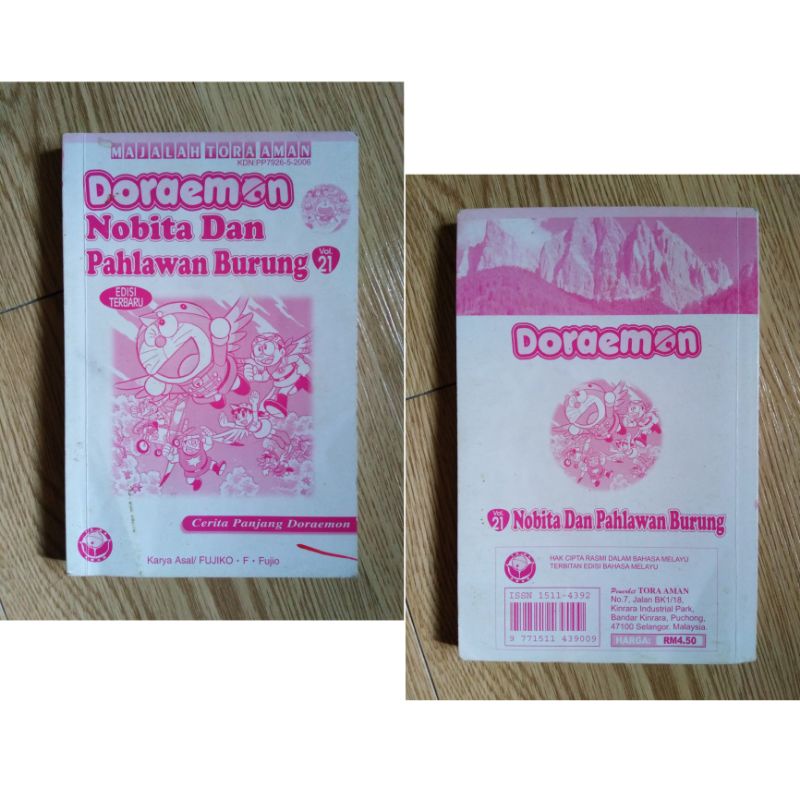 MAJALAH TORA AMAN
KDN:PP7926-5-2006
Doraemon
Nobita Dan
Pahlawan Burung
Vol. 21
EDISI
TERBARU
Cerita Panjang Doraemon
Karya Asal/ FUJIKO・F・Fujio
Doraemon
Vol. 21 Nobita Dan Pahlawan Burung
HAK CIPTA RASMI DALAM BAHASA MELAYU
TERBITAN EDISI BAHASA MELAYU
ISSN 1511-4392
9 771511 439009
Penerbit TORA AMAN
No.7, Jalan BK1/18,
Kinrara Industrial Park,
Bandar Kinrara, Puchong,
47100 Selangor. Malaysia.
HARGA: RM4.50